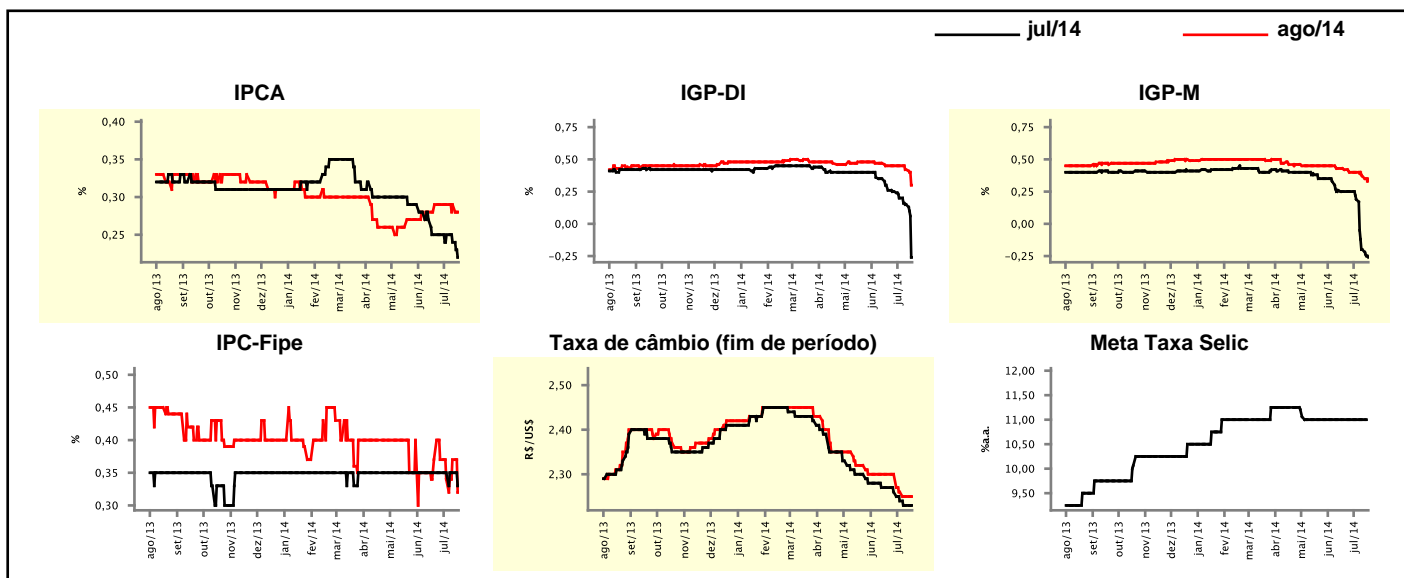 jul/14 ago/14
IPCA IGP-DI IGP-M
0,40
0,35
0,30
0,25
%
ago/13 set/13 out/13 nov/13 dez/13 jan/14 fev/14 mar/14 abr/14 mai/14 jun/14 jul/14
0,75
0,50
0,25
0,00
−0,25
%
ago/13 set/13 out/13 nov/13 dez/13 jan/14 fev/14 mar/14 abr/14 mai/14 jun/14 jul/14
0,75
0,50
0,25
0,00
−0,25
%
ago/13 set/13 out/13 nov/13 dez/13 jan/14 fev/14 mar/14 abr/14 mai/14 jun/14 jul/14
IPC-Fipe Taxa de câmbio (fim de período) Meta Taxa Selic
0,50
0,45
0,40
0,35
0,30
%
ago/13 set/13 out/13 nov/13 dez/13 jan/14 fev/14 mar/14 abr/14 mai/14 jun/14 jul/14
2,50
2,40
2,30
R$/US$
ago/13 set/13 out/13 nov/13 dez/13 jan/14 fev/14 mar/14 abr/14 mai/14 jun/14 jul/14
12,00
11,00
10,50
10,00
9,50
%a.a.
ago/13 set/13 out/13 nov/13 dez/13 jan/14 fev/14 mar/14 abr/14 mai/14 jun/14 jul/14